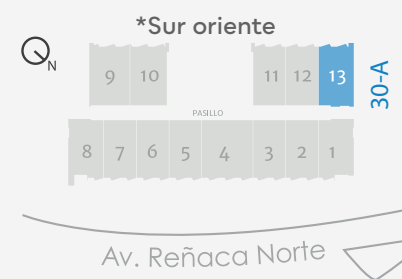 *Sur oriente
N
9 10 11 12 13
30-A
PASILLO
8 7 6 5 4 3 2 1
Av. Reñaca Norte